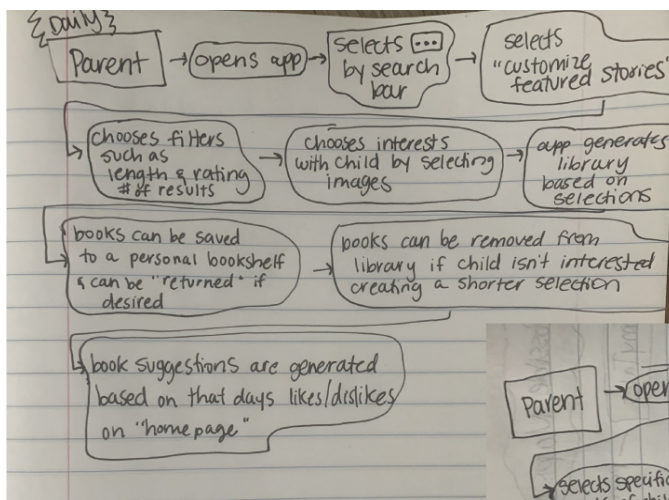 {Daily}
Parent
opens app
selects [...]
by search
bar
selects
"customize
featured stories"
chooses filters
such as
length & rating
# of results
chooses interests
with child by selecting
images
app generates
library
based on
selections
books can be saved
to a personal bookshelf
& can be "returned" if
desired
books can be removed from
library if child isn't interested
creating a shorter selection
book suggestions are generated
based on that days likes/dislikes
on "homepage"
Parent
selects